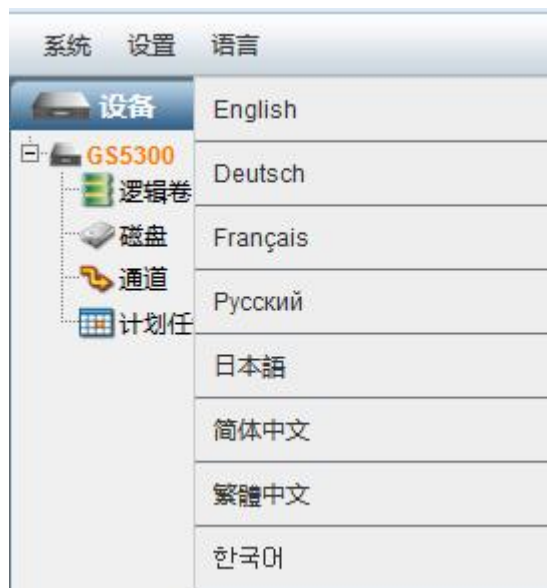 系统 设置 语言
设备
GS5300
逻辑卷
磁盘
通道
计划任
English
Deutsch
Français
Русский
日本語
简体中文
繁體中文
한국어